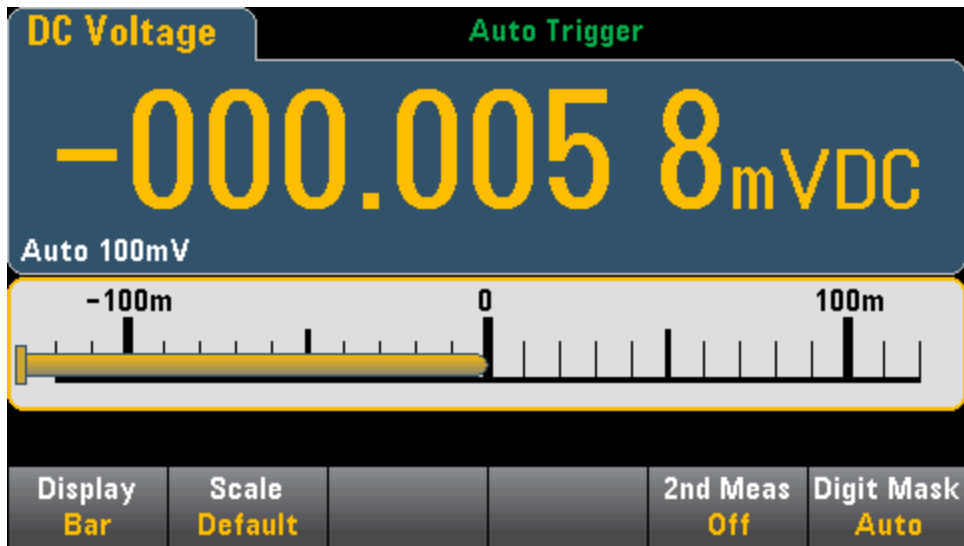 DC Voltage Auto Trigger
-000.005 8mVDC
Auto 100mV
-100m 0 100m
Display Scale 2nd Meas Digit Mask
Bar Default Off Auto